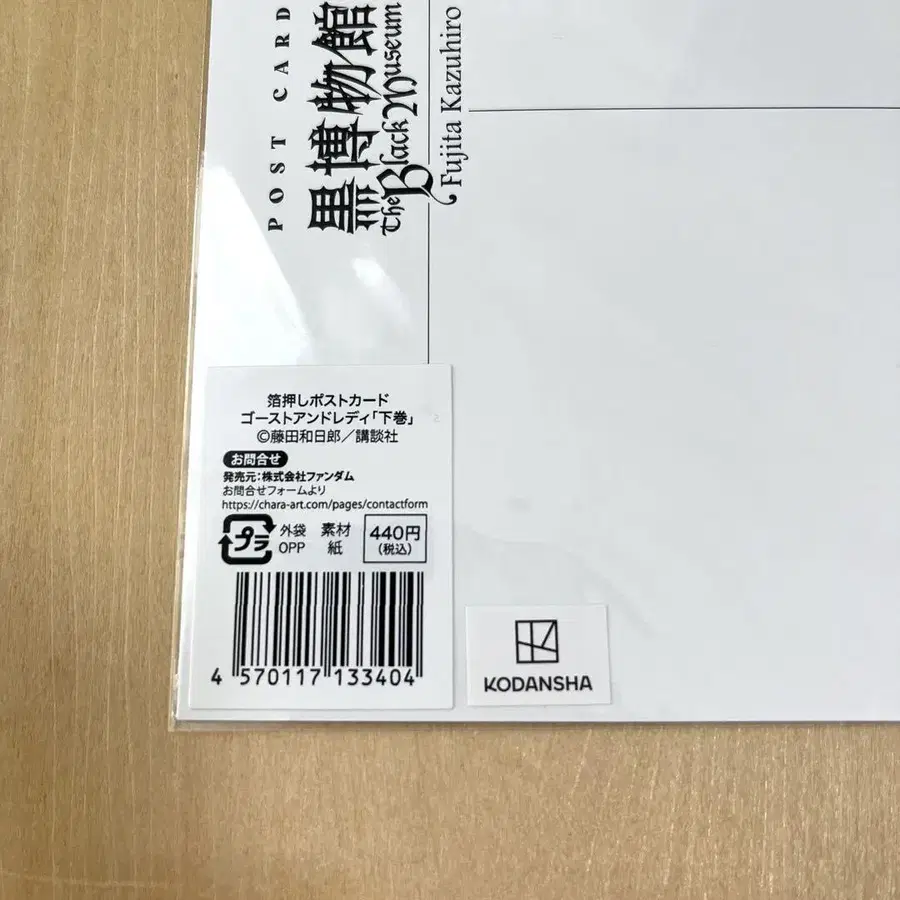 POST CARD
黒博物館
The Black Museum
Fujita Kazuhiro
箔押しポストカード
ゴーストアンドレディ「下巻」
©藤田和日郎／講談社
お問合せ
発売元：株式会社ファンダム
お問合せフォームより
https://chara-art.com/pages/contactform
プラ
外袋 素材 440円
OPP 紙 (税込)
4 570117 133404
KODANSHA